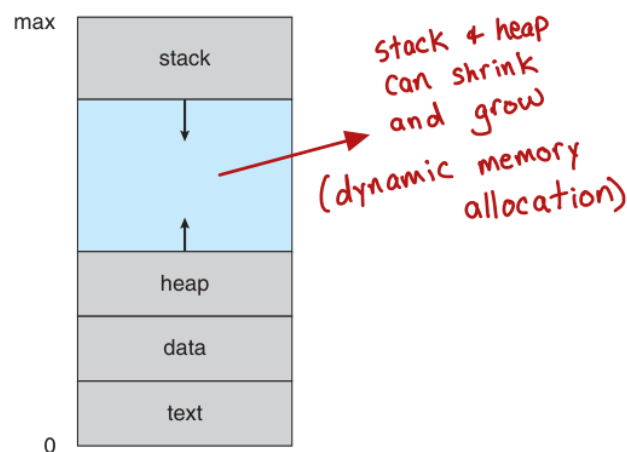 max
stack
heap
data
text
0
stack & heap
can shrink
and grow
(dynamic memory
allocation)